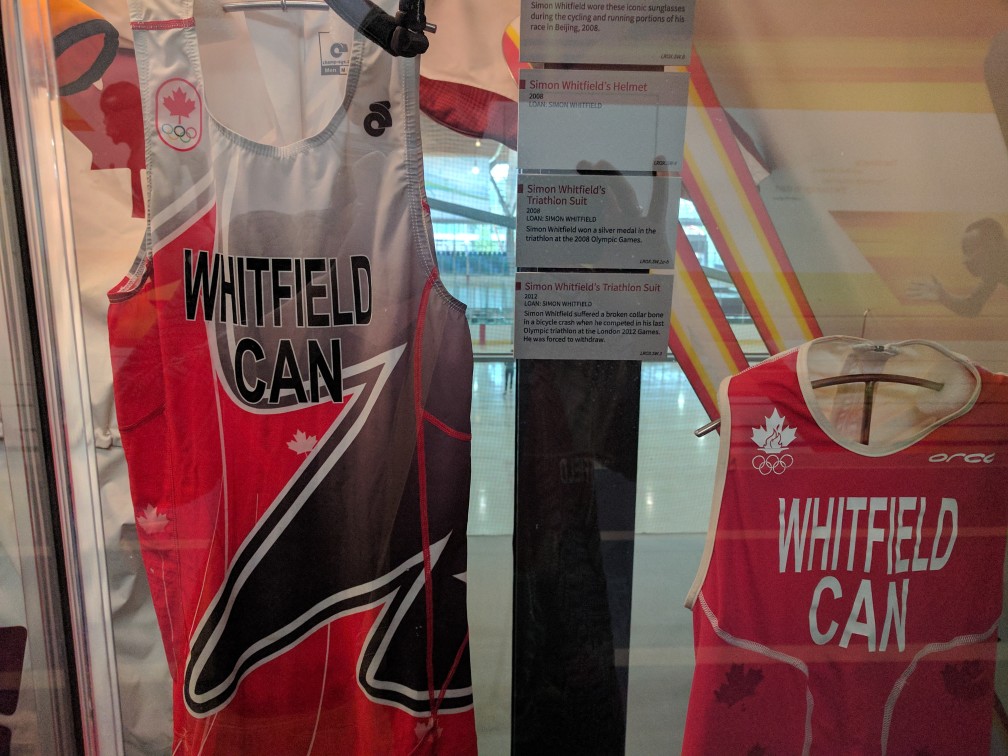 Simon Whitfield wore these iconic sunglasses
during the cycling and running portions of his
race in Beijing, 2008.
Simon Whitfield's Helmet
2008
LOAN: SIMON WHITFIELD
Simon Whitfield's
Triathlon Suit
2008
LOAN: SIMON WHITFIELD
Simon Whitfield won a silver medal in the
triathlon at the 2008 Olympic Games.
Simon Whitfield's Triathlon Suit
2012
LOAN: SIMON WHITFIELD
Simon Whitfield suffered a broken collar bone
in a bicycle crash when he competed in his last
Olympic triathlon at the London 2012 Games.
He was forced to withdraw.
WHITFIELD
CAN
orca
WHITFIELD
CAN